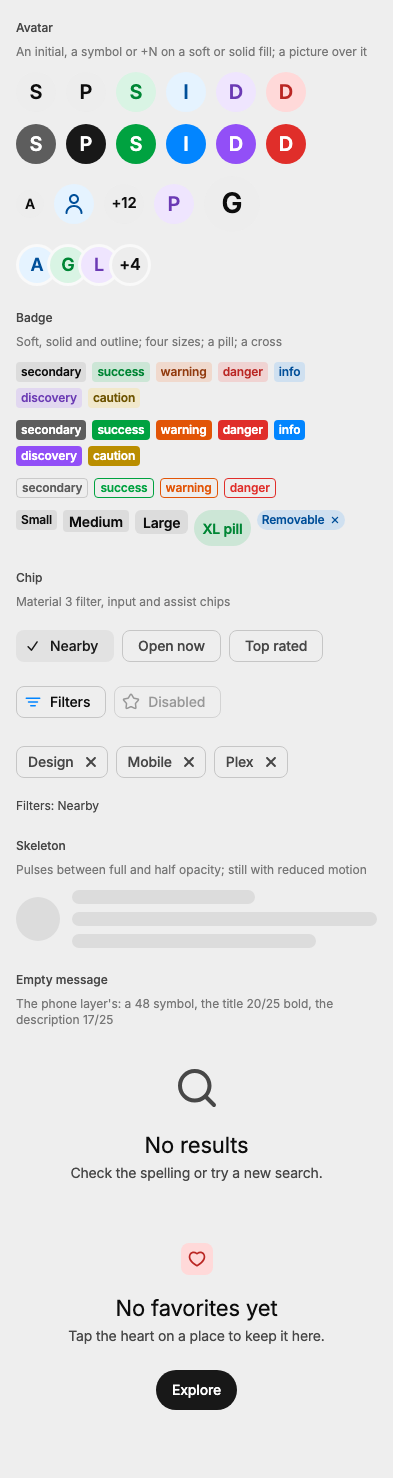 Avatar
An initial, a symbol or +N on a soft or solid fill; a picture over it
S P S I D D
S P S I D D
A +12 P G
A G L +4
Badge
Soft, solid and outline; four sizes; a pill; a cross
secondary success warning danger info
discovery caution
secondary success warning danger info
discovery caution
secondary success warning danger
Small Medium Large XL pill Removable ×
Chip
Material 3 filter, input and assist chips
Nearby Open now Top rated
Filters Disabled
Design Mobile Plex
Filters: Nearby
Skeleton
Pulses between full and half opacity; still with reduced motion
Empty message
The phone layer's: a 48 symbol, the title 20/25 bold, the
description 17/25
No results
Check the spelling or try a new search.
No favorites yet
Tap the heart on a place to keep it here.
Explore